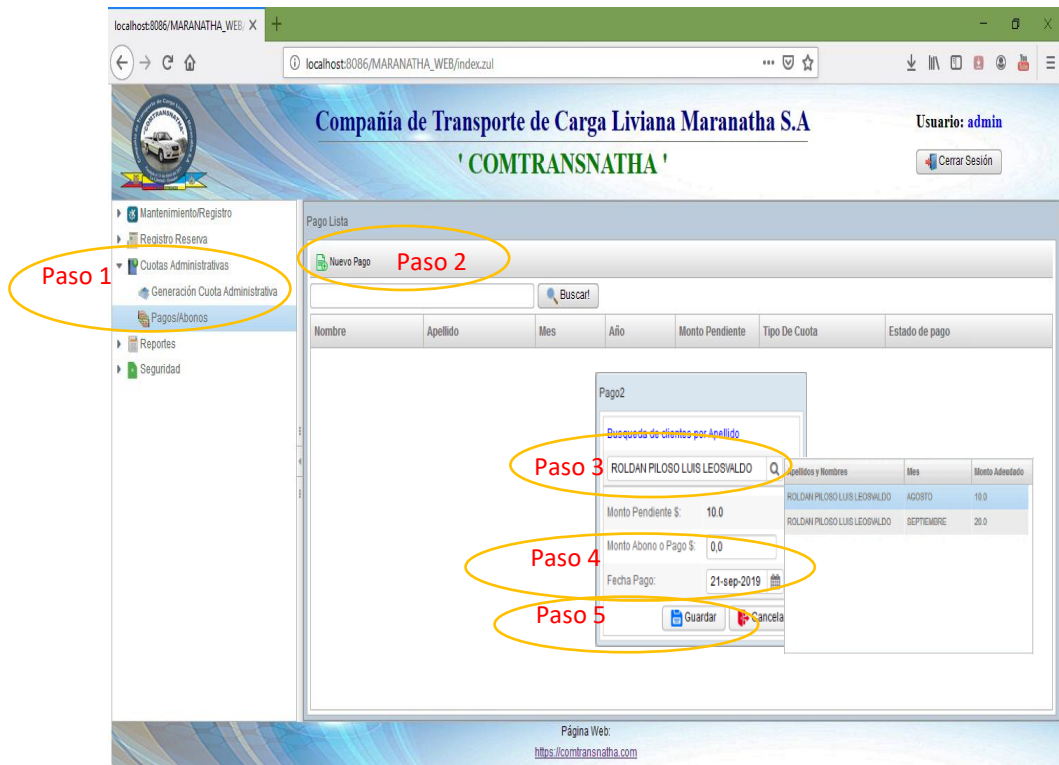 localhost:8086/MARANATHA_WEB/ X +
localhost:8086/MARANATHA_WEB/index.zul
Compañía de Transporte de Carga Liviana Maranatha S.A
' COMTRANSNATHA '
Usuario: admin
Cerrar Sesión
Mantenimiento/Registro
Registro Reserva
Cuotas Administrativas
Generación Cuota Administrativa
Pagos/Abonos
Reportes
Seguridad
Paso 1
Pago Lista
Nuevo Pago
Paso 2
Buscar!
Nombre Apellido Mes Año Monto Pendiente Tipo De Cuota Estado de pago
Pago2
Busqueda de clientes por Apellido
Paso 3
ROLDAN PILOSO LUIS LEOSVALDO
Monto Pendiente $: 10.0
Paso 4
Monto Abono o Pago $: 0,0
Fecha Pago: 21-sep-2019
Paso 5
Guardar Cancela
Apellidos y Nombres Mes Monto Adeudado
ROLDAN PILOSO LUIS LEOSVALDO AGOSTO 10.0
ROLDAN PILOSO LUIS LEOSVALDO SEPTIEMBRE 20.0
Página Web:
https://comtransnatha.com